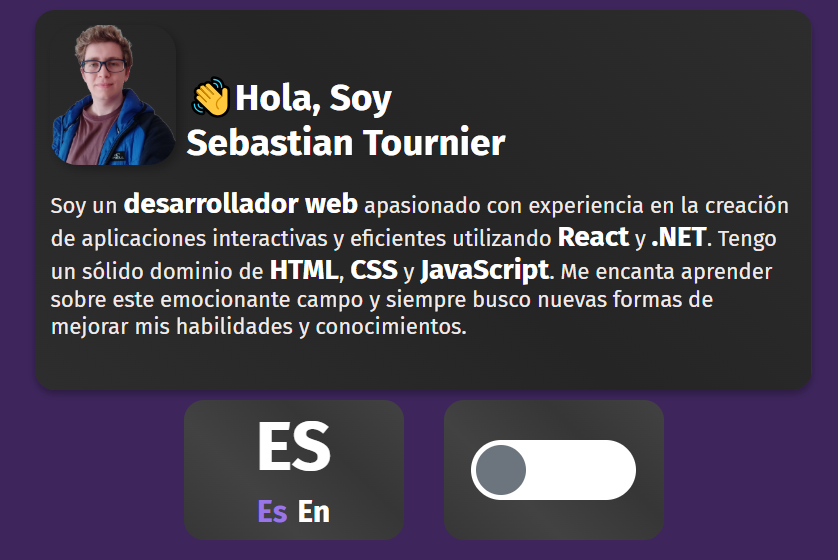 👋Hola, Soy
Sebastian Tournier
Soy un desarrollador web apasionado con experiencia en la creación
de aplicaciones interactivas y eficientes utilizando React y .NET. Tengo
un sólido dominio de HTML, CSS y JavaScript. Me encanta aprender
sobre este emocionante campo y siempre busco nuevas formas de
mejorar mis habilidades y conocimientos.
ES
Es En